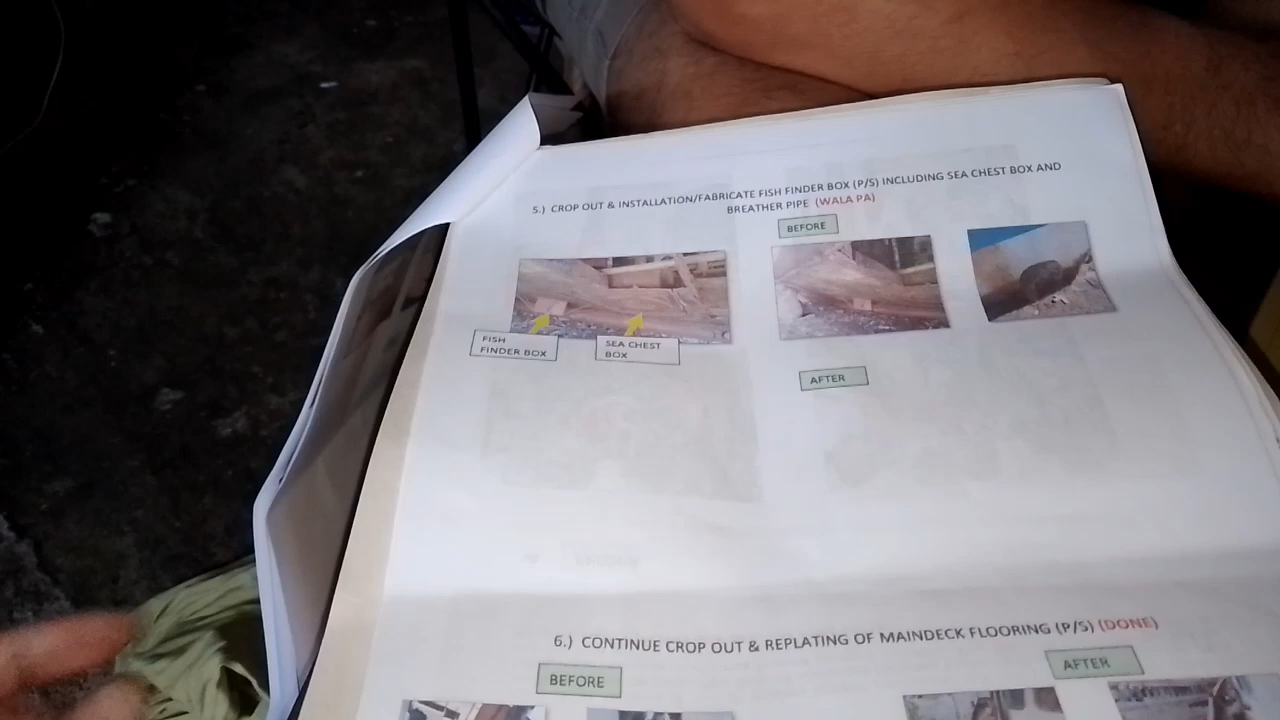 5.) CROP OUT & INSTALLATION/FABRICATE FISH FINDER BOX (P/S) INCLUDING SEA CHEST BOX AND
BREATHER PIPE (WALA PA)
BEFORE
FISH
FINDER BOX
SEA CHEST
BOX
AFTER
6.) CONTINUE CROP OUT & REPLATING OF MAINDECK FLOORING (P/S) (DONE)
BEFORE
AFTER